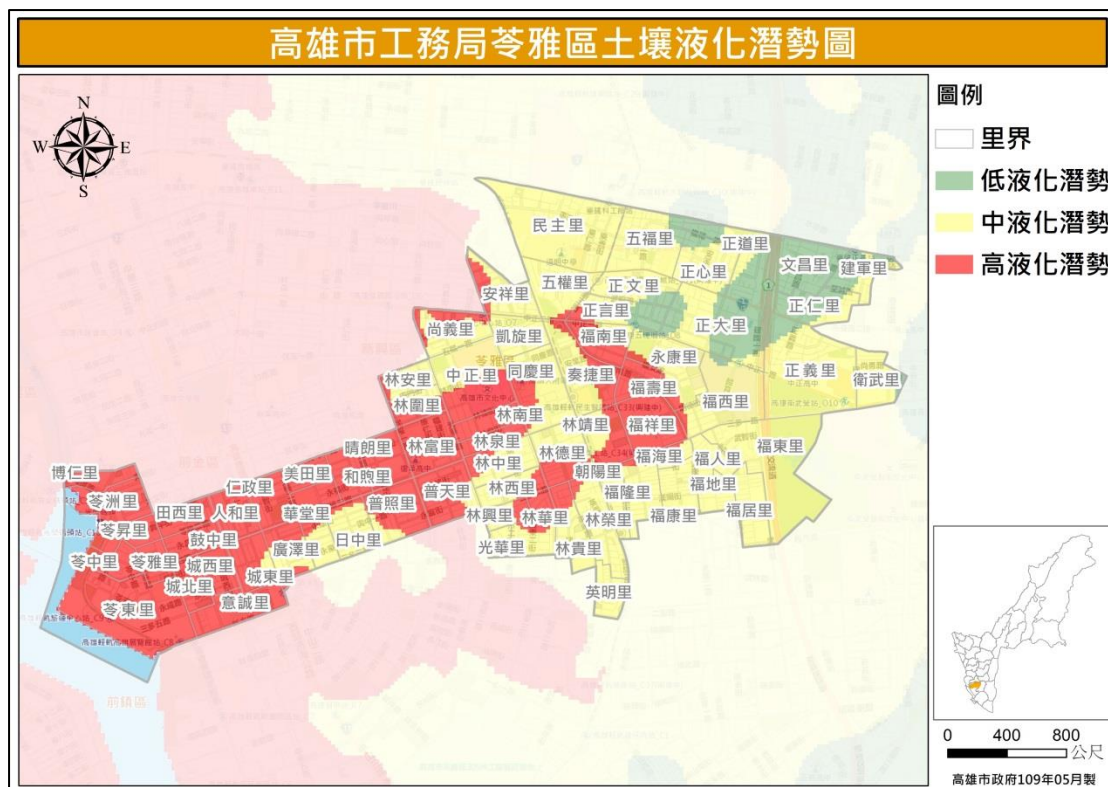 高雄市工務局苓雅區土壤液化潛勢圖
N
W
E
S
圖例
里界
低液化潛勢
中液化潛勢
高液化潛勢
民主里
五福里
正道里
文昌里
建軍里
正心里
五權里
正文里
安祥里
正仁里
正言里
正大里
尚義里
凱旋里
福南里
永康里
苓雅區
林安里
中正里
同慶里
奏捷里
正義里
衛武里
福壽里
林圍里
林南里
福西里
林靖里
福祥里
晴朗里
林富里
林泉里
福東里
林德里
博仁里
美田里
和煦里
林中里
朝陽里
福海里
福人里
仁政里
普天里
林西里
福隆里
福地里
苓洲里
田西里
人和里
華堂里
普照里
林興里
林華里
林榮里
福康里
福居里
苓昇里
鼓中里
日中里
光華里
林貴里
苓中里
苓雅里
城西里
廣澤里
城東里
城北里
英明里
苓東里
意誠里
前鎮區
0 400 800
公尺
高雄市政府109年05月製